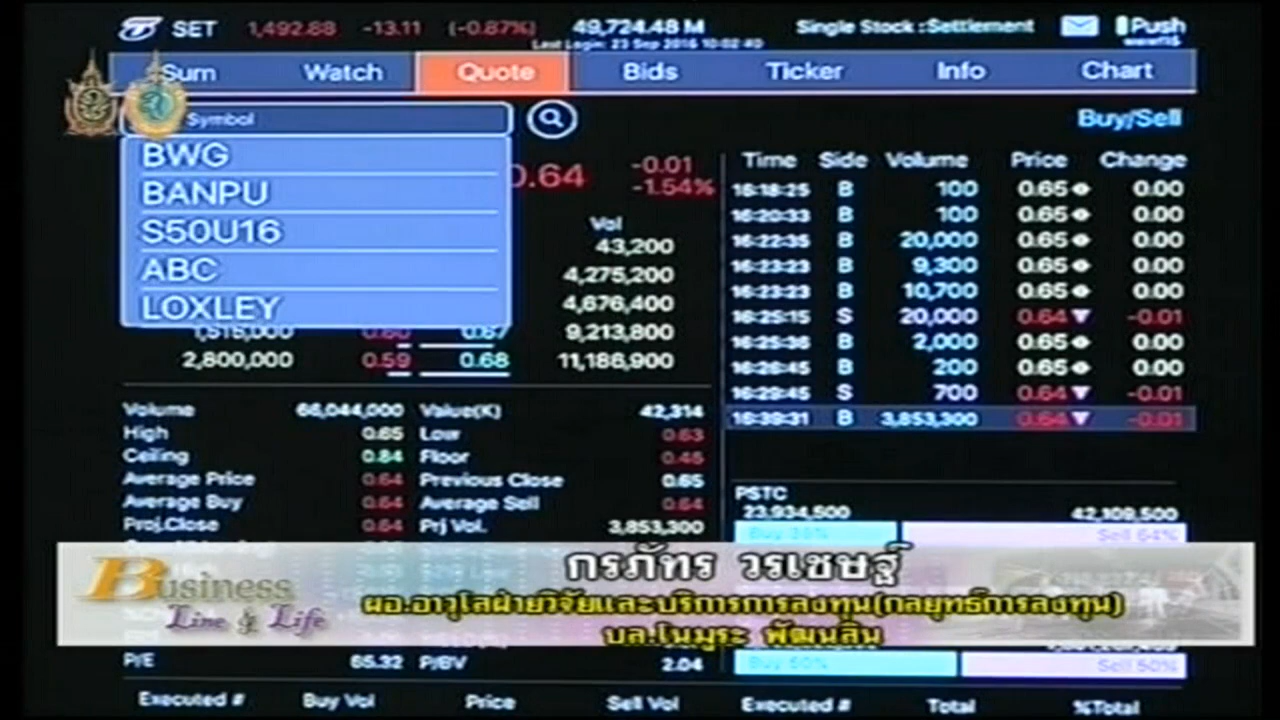 SET 1,492.88 -13.11 (-0.87%) 49,724.48 M Single Stock :Settlement Push
Last Login: 23 Sep 2016 10:02:40
Sum Watch Quote Bids Ticker Info Chart
Symbol Buy/Sell
BWG
BANPU
S50U16
ABC
LOXLEY
0.64 -0.01
-1.54%
Vol
43,200
4,275,200
4,676,400
1,516,000 0.60 0.67 9,213,800
2,800,000 0.59 0.68 11,186,900
Time Side Volume Price Change
16:18:25 B 100 0.65 0.00
16:20:33 B 100 0.65 0.00
16:22:35 B 20,000 0.65 0.00
16:23:23 B 9,300 0.65 0.00
16:23:23 B 10,700 0.65 0.00
16:25:15 S 20,000 0.64 ▼ -0.01
16:25:36 B 2,000 0.65 0.00
16:26:45 B 200 0.65 0.00
16:29:45 S 700 0.64 ▼ -0.01
16:39:31 B 3,853,300 0.64 ▼ -0.01
Volume 66,044,000 Value(K) 42,314
High 0.65 Low 0.63
Ceiling 0.84 Floor 0.46
Average Price 0.64 Previous Close 0.65
Average Buy 0.64 Average Sell 0.64
Proj.Close 0.64 Prj Vol. 3,853,300
PSTC
23,934,500 42,109,500
Sell 64%
Business
Line & Life
กรภัทร วรเชษฐ์
ผอ.อาวุโสฝ่ายวิจัยและบริการการลงทุน(กลยุทธ์การลงทุน)
บล.โนมูระ พัฒนสิน
P/E 65.32 P/BV 2.04
Buy 50% Sell 50%
Executed # Buy Vol Price Sell Vol Executed # Total %Total